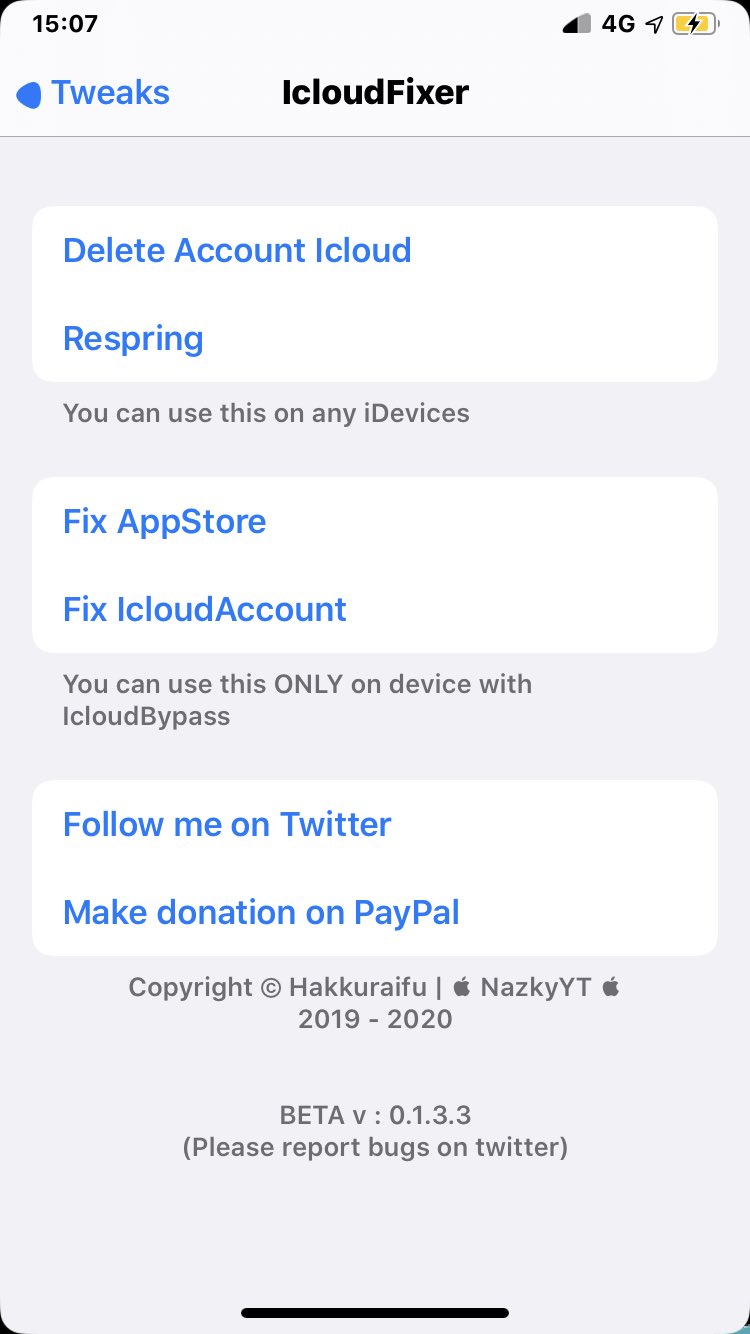 15:07 4G
Tweaks IcloudFixer
Delete Account Icloud
Respring
You can use this on any iDevices
Fix AppStore
Fix IcloudAccount
You can use this ONLY on device with
IcloudBypass
Follow me on Twitter
Make donation on PayPal
Copyright © Hakkuraifu |  NazkyYT 
2019 - 2020
BETA v : 0.1.3.3
(Please report bugs on twitter)